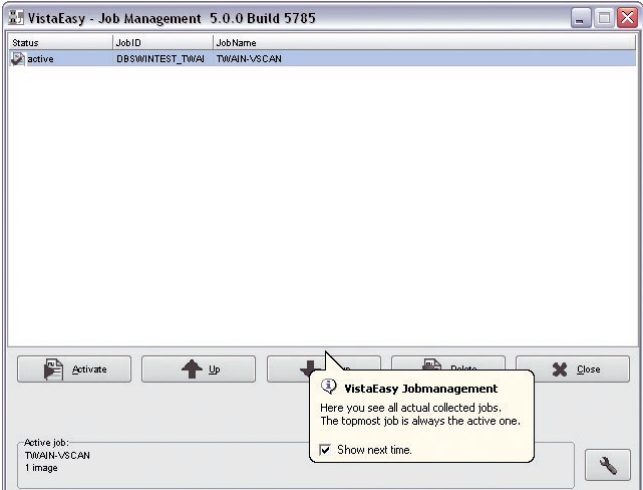 VistaEasy - Job Management 5.0.0 Build 5785
Status JobID JobName
active DBSWINTEST_TWAI TWAIN-VSCAN
Activate Up Delete Close
VistaEasy Jobmanagement
Here you see all actual collected jobs.
The topmost job is always the active one.
Show next time.
Active job:
TWAIN-VSCAN
1 image